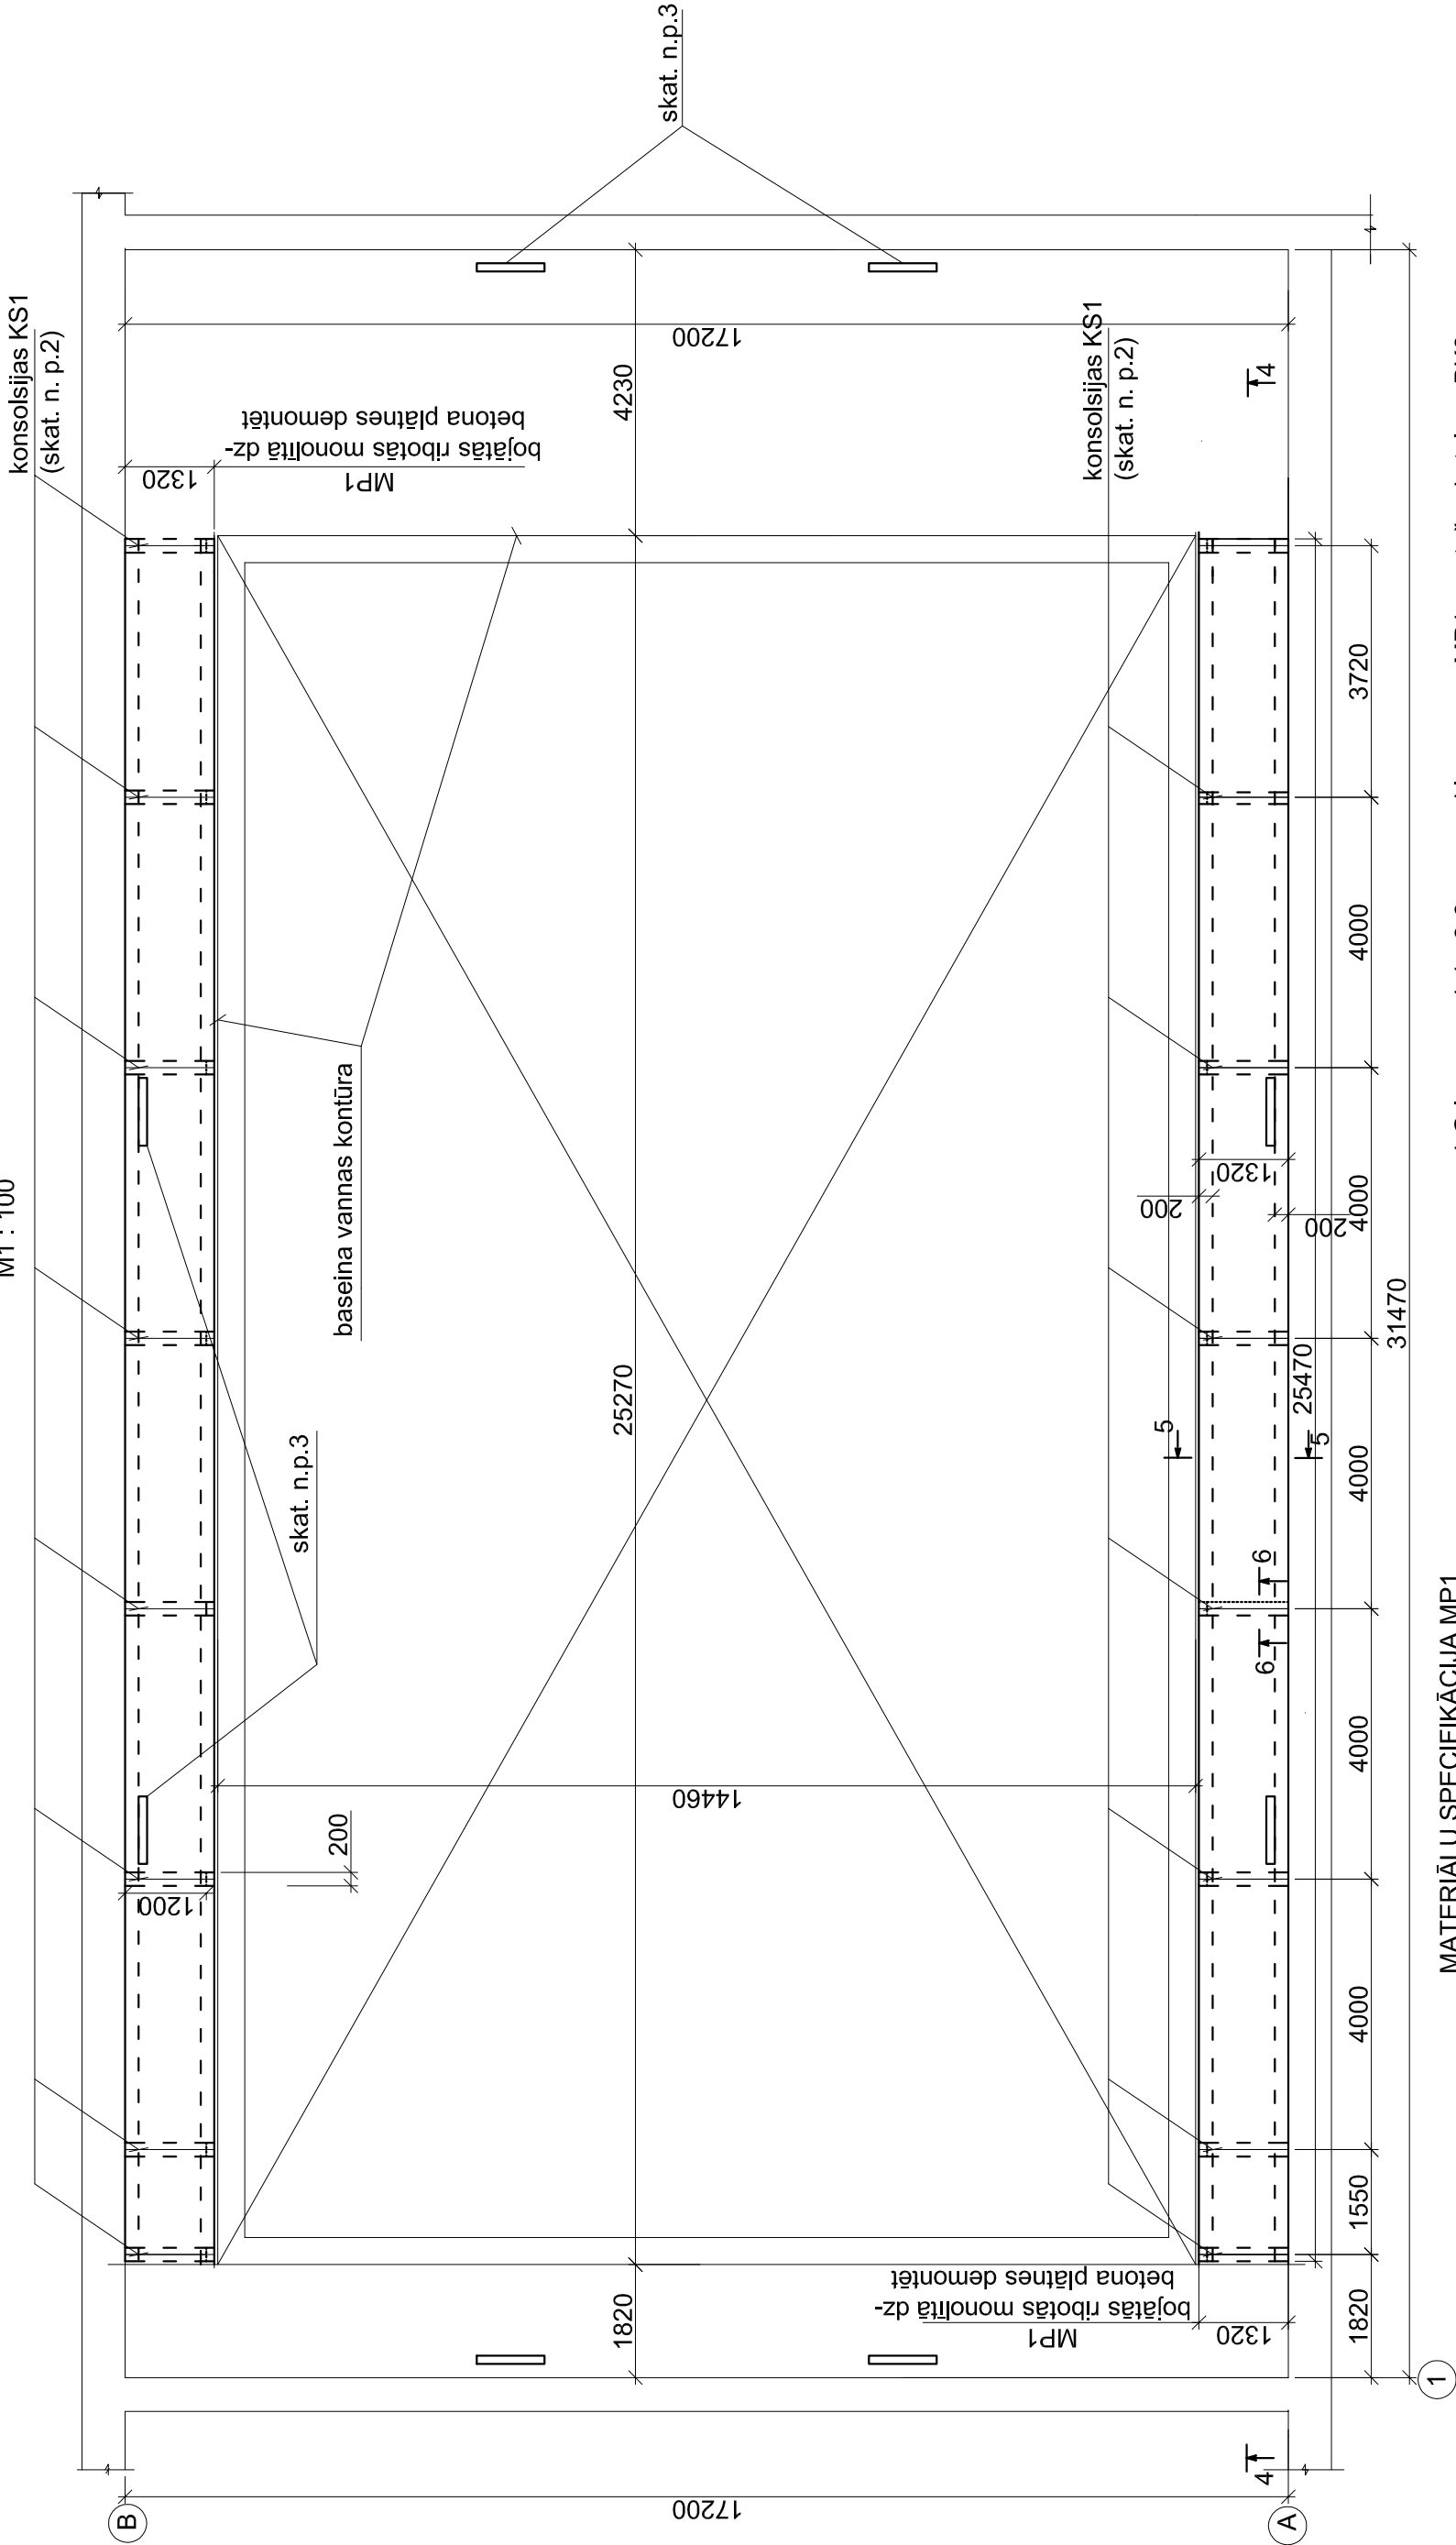 M1 : 100
konsolsijas KS1
(skat. n. p.2)
skat. n.p.3
1320
MP1
bojātās ribotās monolītā dz-
betona plātnes demontēt
17200
4230
baseina vannas kontūra
skat. n.p.3
25270
14460
200
1200
1820
konsolsijas KS1
(skat. n. p.2)
4
200
1320
200
5
5
6
6
MP1
bojātās ribotās monolītā dz-
betona plātnes demontēt
1320
1820
1550
4000
4000
4000
4000
4000
3720
25470
31470
17200
4
B
A
1
MATERIĀLU SPECIFIKĀCIJA MP1